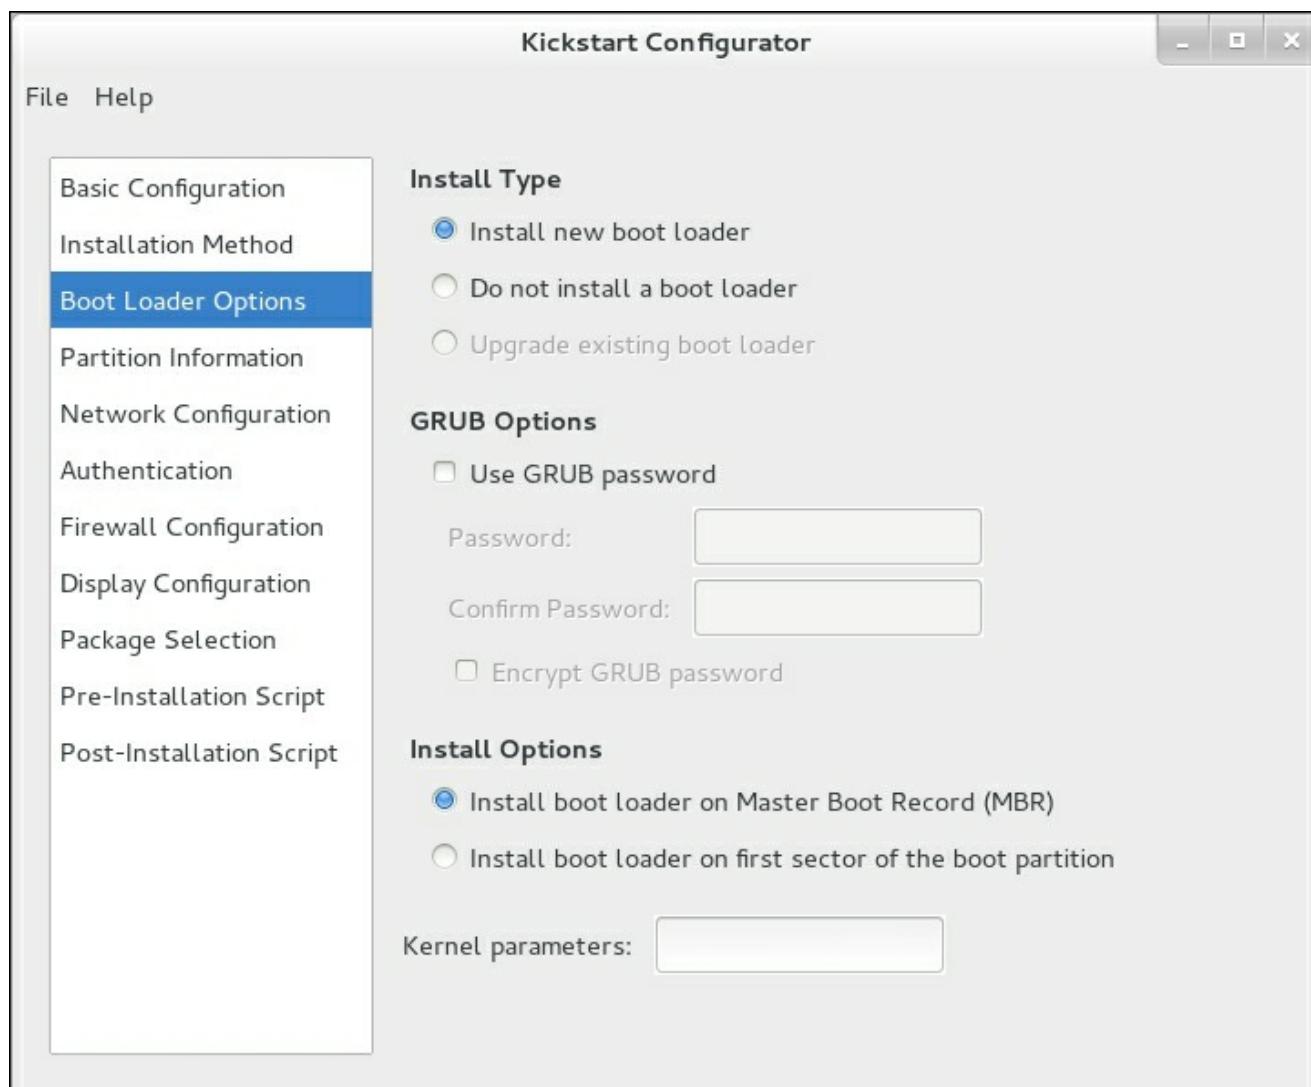 Kickstart Configurator
File Help
Basic Configuration
Installation Method
Boot Loader Options
Partition Information
Network Configuration
Authentication
Firewall Configuration
Display Configuration
Package Selection
Pre-Installation Script
Post-Installation Script
Install Type
Install new boot loader
Do not install a boot loader
Upgrade existing boot loader
GRUB Options
Use GRUB password
Password:
Confirm Password:
Encrypt GRUB password
Install Options
Install boot loader on Master Boot Record (MBR)
Install boot loader on first sector of the boot partition
Kernel parameters: